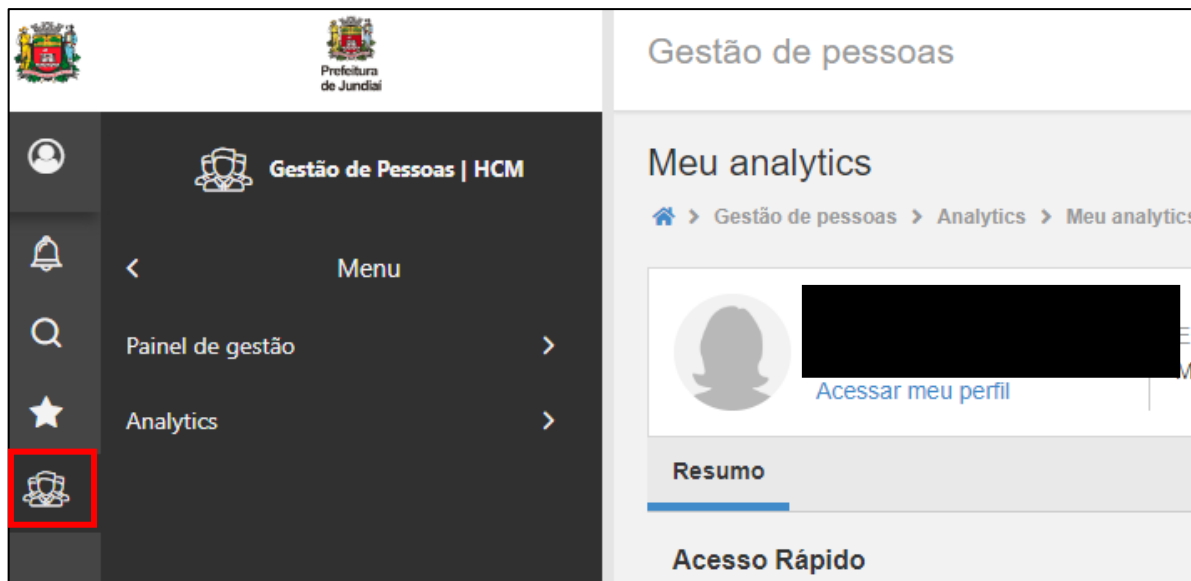 Prefeitura
de Jundiaí
Gestão de pessoas
Gestão de Pessoas | HCM
Menu
Painel de gestão
Analytics
Meu analytics
Gestão de pessoas > Analytics > Meu analytics
Acessar meu perfil
Resumo
Acesso Rápido